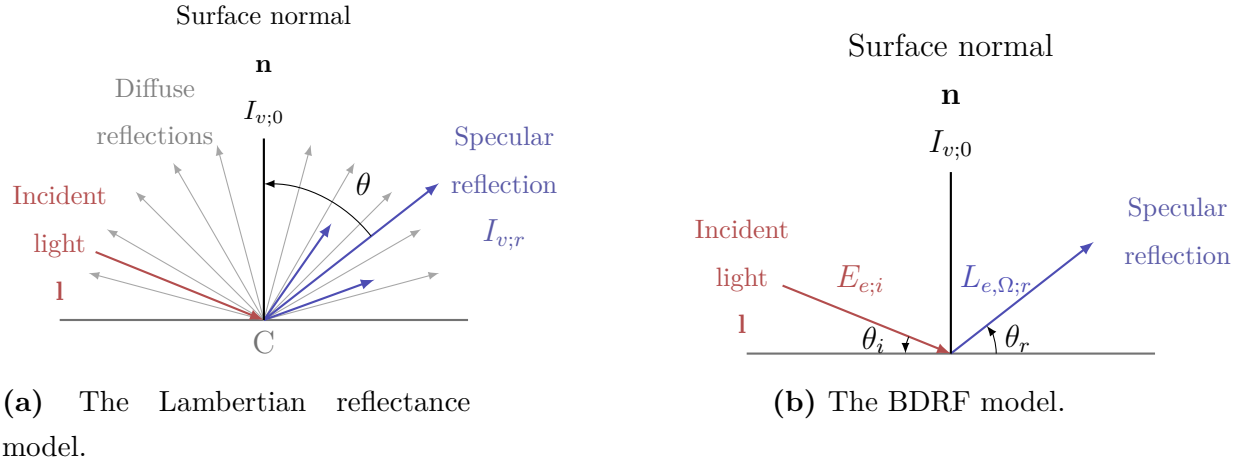 Surface normal
n
I_{v;0}
Diffuse
reflections
Specular
reflection
I_{v;r}
θ
Incident
light
l
C
(a) The Lambertian reflectance
model.
Surface normal
n
I_{v;0}
Incident
light
l
E_{e;i}
L_{e,Ω;r}
Specular
reflection
θ_i
θ_r
(b) The BDRF model.